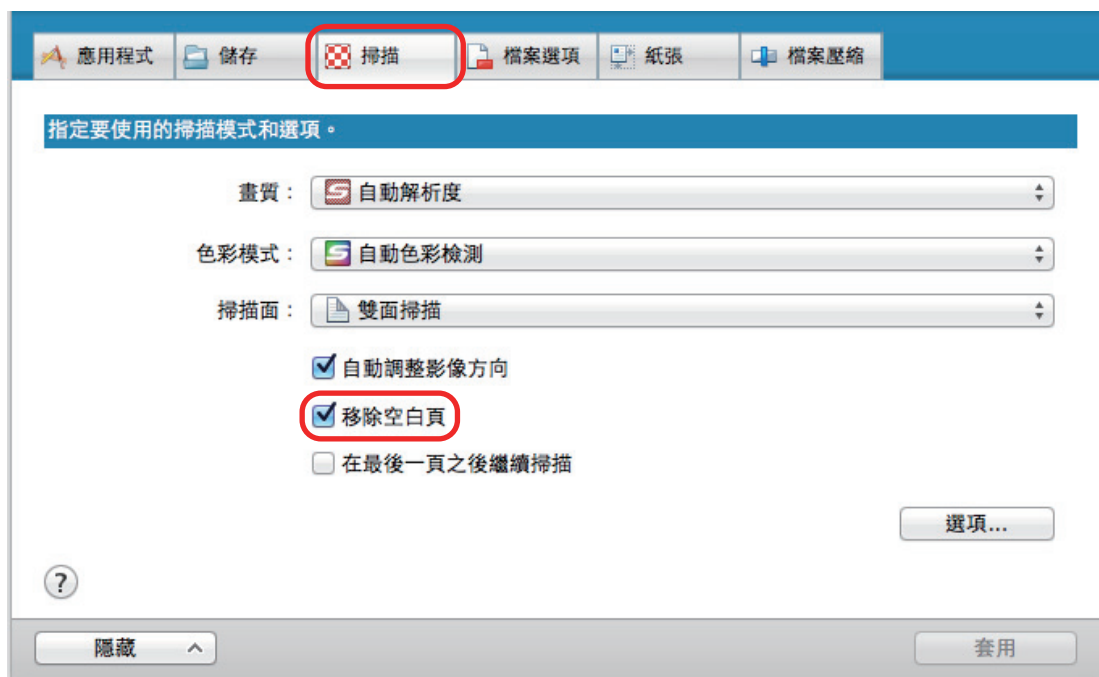 應用程式 儲存 掃描 檔案選項 紙張 檔案壓縮
指定要使用的掃描模式和選項。
畫質： 自動解析度
色彩模式： 自動色彩檢測
掃描面： 雙面掃描
自動調整影像方向
移除空白頁
在最後一頁之後繼續掃描
選項...
?
隱藏 套用